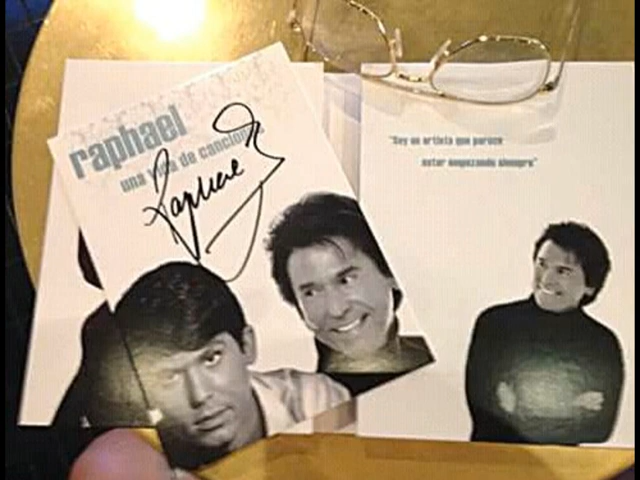 raphael
una vida de canciones
Raphael
"Soy un artista que parece
estar empezando siempre"